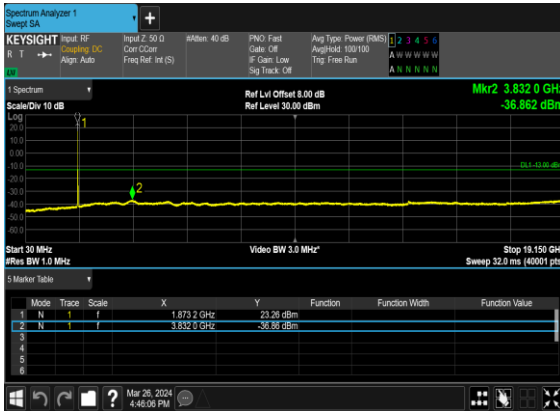 Spectrum Analyzer 1
Swept SA
+
KEYSIGHT
R T
Input: RF
Coupling: DC
Align: Auto
Input Z: 50 Ω
Corr CCorr
Freq Ref: Int (S)
#Atten: 40 dB
PNO: Fast
Gate: Off
IF Gain: Low
Sig Track: Off
Avg Type: Power (RMS)
Avg|Hold: 100/100
Trig: Free Run
1 2 3 4 5 6
A W W W W W
A N N N N N
1 Spectrum
Scale/Div 10 dB
Ref Lvl Offset 8.00 dB
Ref Level 30.00 dBm
Mkr2 3.832 0 GHz
-36.862 dBm
Log
20.0
10.0
0.00
-10.0
-20.0
-30.0
-40.0
-50.0
-60.0
1
2
DL1 -13.00 dBm
Start 30 MHz
#Res BW 1.0 MHz
Video BW 3.0 MHz*
Stop 19.150 GHz
Sweep 32.0 ms (40001 pts)
5 Marker Table
Mode Trace Scale X Y Function Function Width Function Value
1 N 1 f 1.873 2 GHz 23.26 dBm
2 N 1 f 3.832 0 GHz -36.86 dBm
3
4
5
6
?
Mar 26, 2024
4:46:06 PM